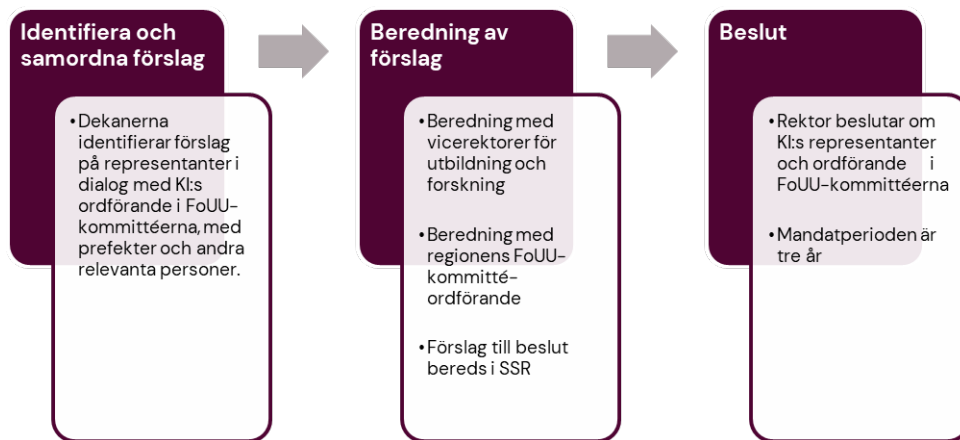 Identifiera och
samordna förslag
• Dekanerna
identifierar förslag
på representanter i
dialog med KI:s
ordförande i FoUU-
kommittéerna, med
prefekter och andra
relevanta personer.
Beredning av
förslag
• Beredning med
vicerektorer för
utbildning och
forskning
• Beredning med
regionens FoUU-
kommitté-
ordförande
• Förslag till beslut
bereds i SSR
Beslut
• Rektor beslutar om
KI:s representanter
och ordförande i
FoUU-kommittéerna
• Mandatperioden är
tre år